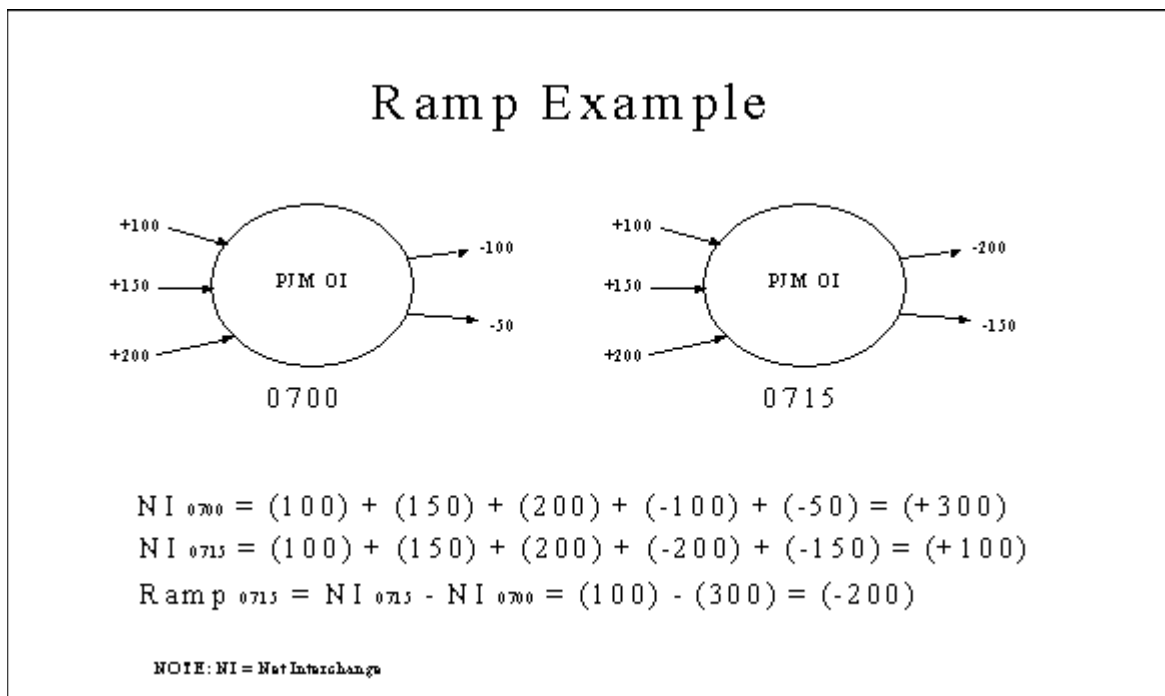 Ramp Example
+100
+150
+200
PJM OI
-100
-50
0700
+100
+150
+200
PJM OI
-200
-150
0715
NI 0700 = (100) + (150) + (200) + (-100) + (-50) = (+300)
NI 0715 = (100) + (150) + (200) + (-200) + (-150) = (+100)
Ramp 0715 = NI 0715 - NI 0700 = (100) - (300) = (-200)
NOTE: NI = Net Interchange